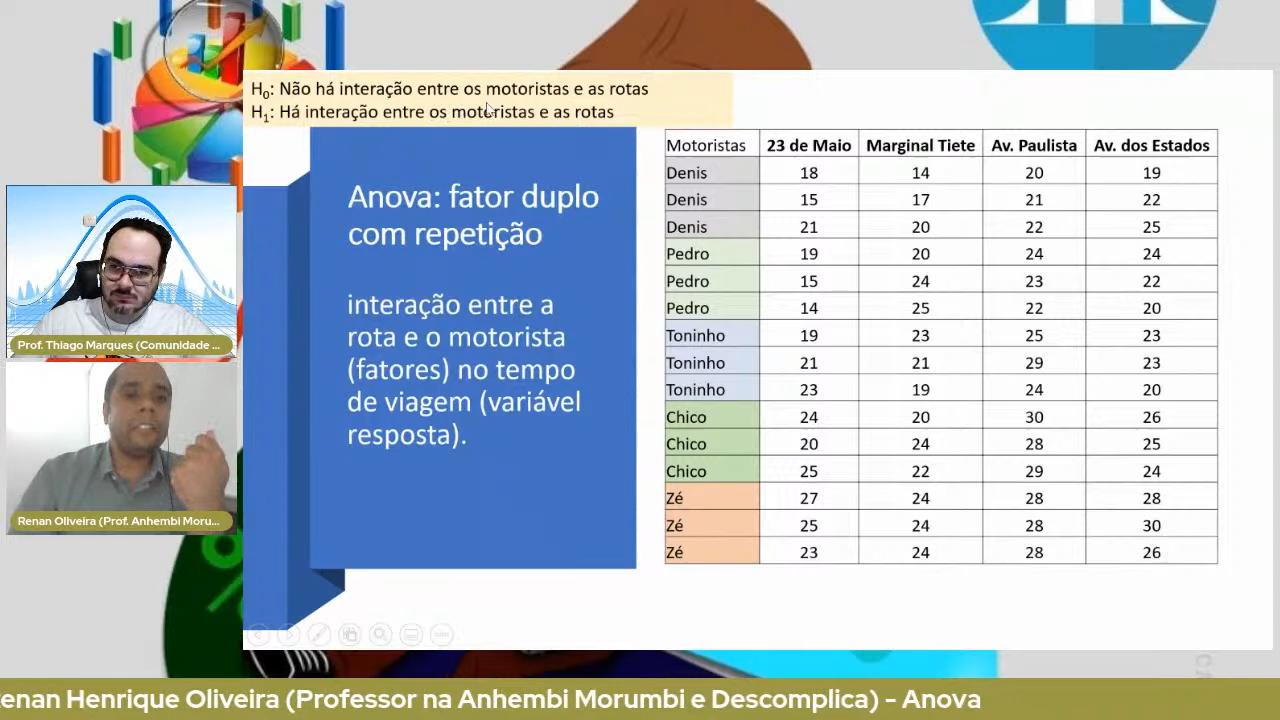 H₀: Não há interação entre os motoristas e as rotas
H₁: Há interação entre os motoristas e as rotas
Anova: fator duplo
com repetição
interação entre a
rota e o motorista
(fatores) no tempo
de viagem (variável
resposta).
Motoristas 23 de Maio Marginal Tiete Av. Paulista Av. dos Estados
Denis 18 14 20 19
Denis 15 17 21 22
Denis 21 20 22 25
Pedro 19 20 24 24
Pedro 15 24 23 22
Pedro 14 25 22 20
Toninho 19 23 25 23
Toninho 21 21 29 23
Toninho 23 19 24 20
Chico 24 20 30 26
Chico 20 24 28 25
Chico 25 22 29 24
Zé 27 24 28 28
Zé 25 24 28 30
Zé 23 24 28 26
Prof. Thiago Marques (Comunidade ...
Renan Oliveira (Prof. Anhembi Moru...
enan Henrique Oliveira (Professor na Anhembi Morumbi e Descomplica) - Anova